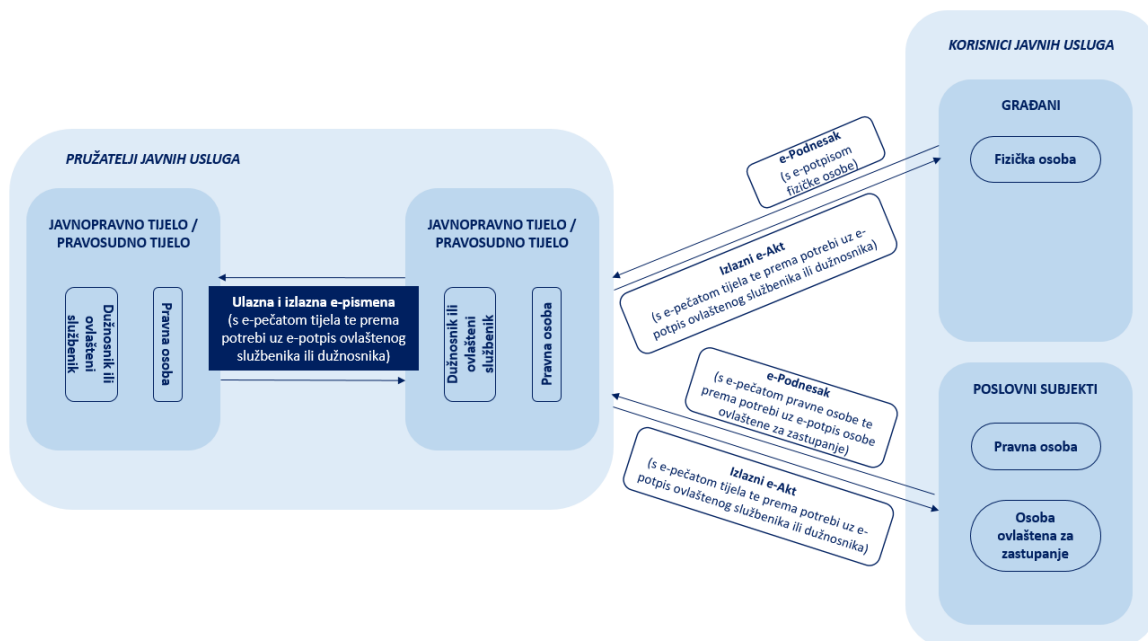 PRUŽATELJI JAVNIH USLUGA
JAVNOPRAVNO TIJELO /
PRAVOSUDNO TIJELO
Dužnosnik ili
ovlašteni
službenik
Pravna osoba
Ulazna i izlazna e-pismena
(s e-pečatom tijela te prema
potrebi uz e-potpis ovlaštenog
službenika ili dužnosnika)
JAVNOPRAVNO TIJELO /
PRAVOSUDNO TIJELO
Dužnosnik ili
ovlašteni
službenik
Pravna osoba
e-Podnesak
(s e-potpisom
fizičke osobe)
Izlazni e-Akt
(s e-pečatom tijela te prema potrebi uz e-
potpis ovlaštenog službenika ili dužnosnika)
e-Podnesak
(s e-pečatom pravne osobe te
prema potrebi uz e-potpis osobe
ovlaštene za zastupanje)
Izlazni e-Akt
(s e-pečatom tijela te prema potrebi uz e-
potpis ovlaštenog službenika ili dužnosnika)
KORISNICI JAVNIH USLUGA
GRAĐANI
Fizička osoba
POSLOVNI SUBJEKTI
Pravna osoba
Osoba
ovlaštena za
zastupanje